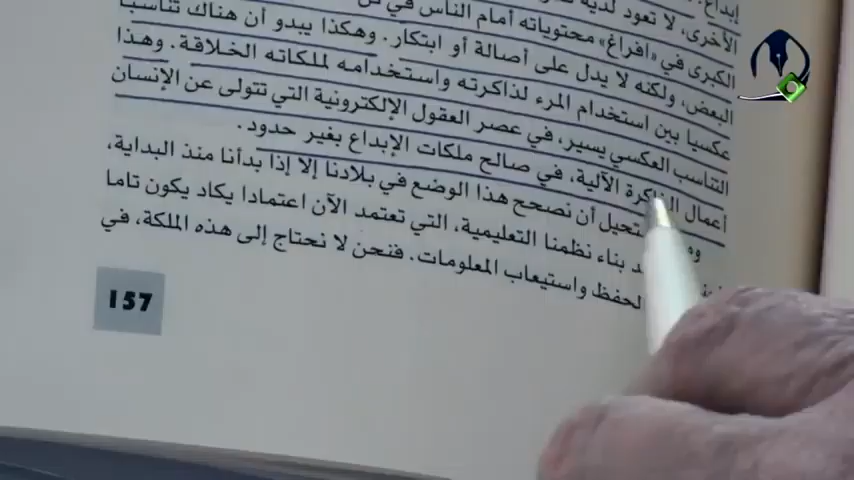 إبداع.
الأخرى، لا تعود لديه
الكبرى في «افراغ» محتوياته أمام الناس في
البعض، ولكنه لا يدل على أصالة أو ابتكار. وهكذا يبدو أن هناك تناسبا
عكسيا بين استخدام المرء لذاكرته واستخدامه لملكاته الخلاقة. وهذا
التناسب العكسي يسير، في عصر العقول الإلكترونية التي تتولى عن الإنسان
أعمال الذاكرة الآلية، في صالح ملكات الإبداع بغير حدود.
أن نصحح هذا الوضع في بلادنا إلا إذا بدأنا منذ البداية،
بناء نظمنا التعليمية، التي تعتمد الآن اعتمادا يكاد يكون تاما
الحفظ واستيعاب المعلومات. فنحن لا نحتاج إلى هذه الملكة، في
157